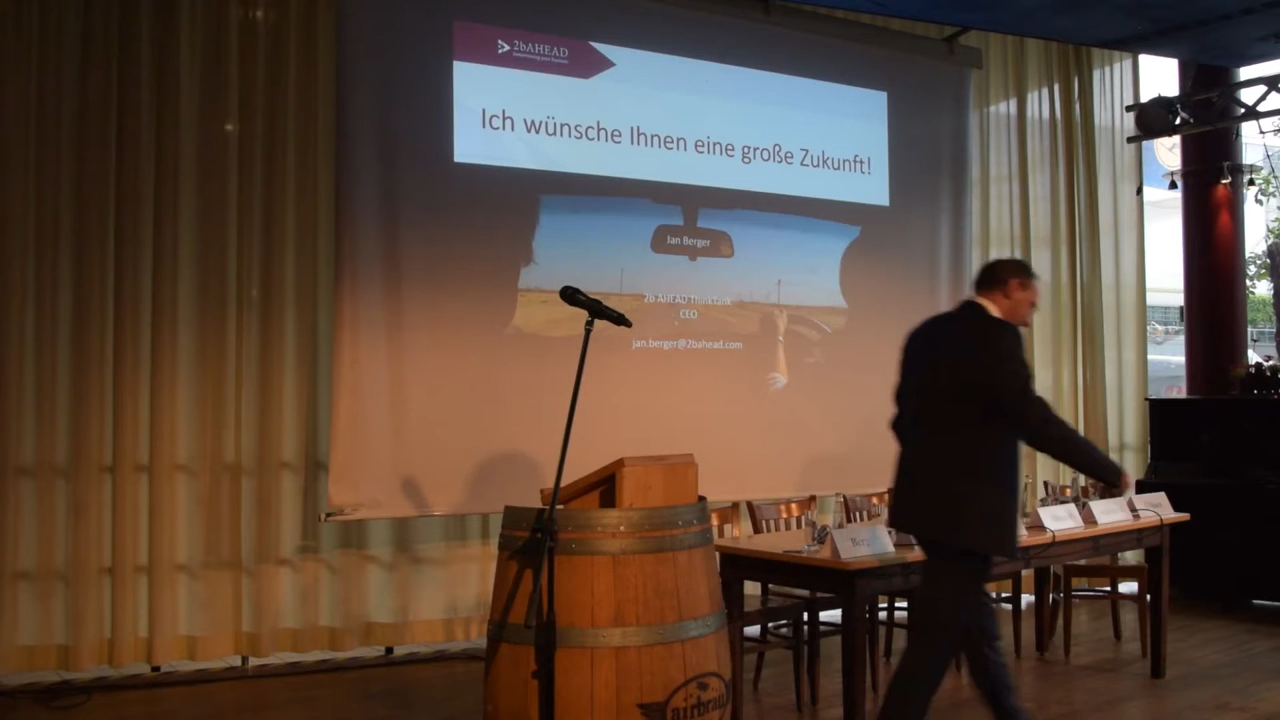 2bAHEAD
Ich wünsche Ihnen eine große Zukunft!
Jan Berger
2b AHEAD ThinkTank
CEO
jan.berger@2bahead.com
airbräu